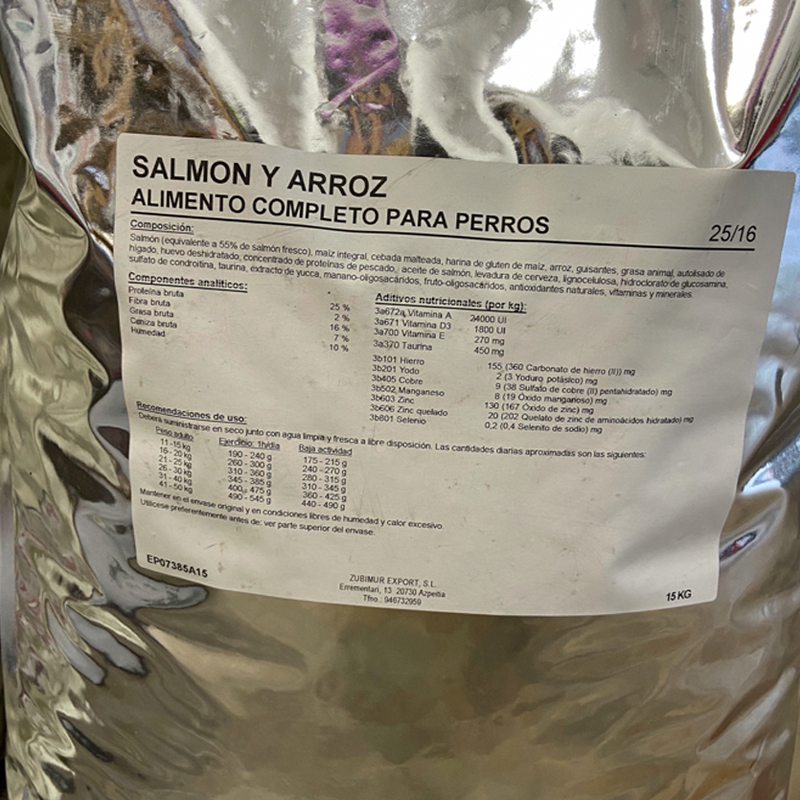 SALMON Y ARROZ
ALIMENTO COMPLETO PARA PERROS
25/16
Composición:
Salmón (equivalente a 55% de salmón fresco), maíz integral, cebada malteada, harina de gluten de maíz, arroz, guisantes, grasa animal, autolisado de
hígado, huevo deshidratado, concentrado de proteínas de pescado, aceite de salmón, levadura de cerveza, lignocelulosa, hidroclorato de glucosamina,
sulfato de condroitina, taurina, extracto de yucca, manano-oligosacáridos, fruto-oligosacáridos, antioxidantes naturales, vitaminas y minerales.
Componentes analíticos:
Proteína bruta 25 %
Fibra bruta 2 %
Grasa bruta 16 %
Ceniza bruta 7 %
Humedad 10 %
Aditivos nutricionales (por kg):
3a672a Vitamina A 24000 UI
3a671 Vitamina D3 1800 UI
3a700 Vitamina E 270 mg
3a370 Taurina 450 mg
3b101 Hierro 155 (360 Carbonato de hierro (II)) mg
3b201 Yodo 2 (3 Yoduro potásico) mg
3b405 Cobre 9 (38 Sulfato de cobre (II) pentahidratado) mg
3b502 Manganeso 8 (19 Óxido manganoso) mg
3b603 Zinc 130 (167 Óxido de zinc) mg
3b606 Zinc quelado 20 (202 Quelato de zinc de aminoácidos hidratado) mg
3b801 Selenio 0,2 (0,4 Selenito de sodio) mg
Recomendaciones de uso:
Deberá suministrarse en seco junto con agua limpia y fresca a libre disposición. Las cantidades diarias aproximadas son las siguientes:
Peso adulto Ejercicio: 1h/día Baja actividad
11-15 kg 190 - 240 g 175 - 215 g
16- 20 kg 260 - 300 g 240 - 270 g
21- 25 kg 310 - 360 g 280 - 315 g
26- 30 kg 345 - 385 g 310 - 345 g
31 - 40 kg 400 - 475 g 360 - 425 g
41- 50 kg 490 - 545 g 440 - 490 g
Mantener en el envase original y en condiciones libres de humedad y calor excesivo.
Utilícese preferentemente antes de: ver parte superior del envase.
EP07385A15
ZUBIMUR EXPORT, S.L.
Errementari, 13 20730 Azpeitia
Tfno.: 946732959
15 KG